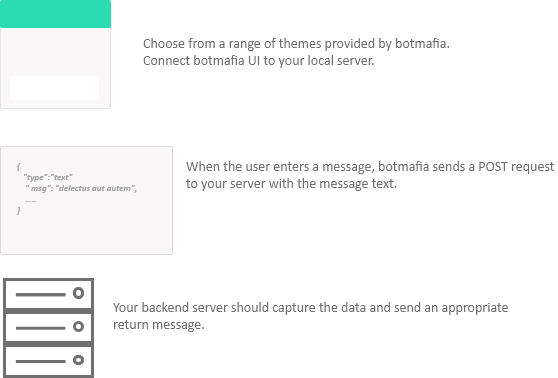 Choose from a range of themes provided by botmafia.
Connect botmafia UI to your local server.
{
"type":"text"
" msg": "delectus aut autem",
.....
}
When the user enters a message, botmafia sends a POST request
to your server with the message text.
Your backend server should capture the data and send an appropriate
return message.